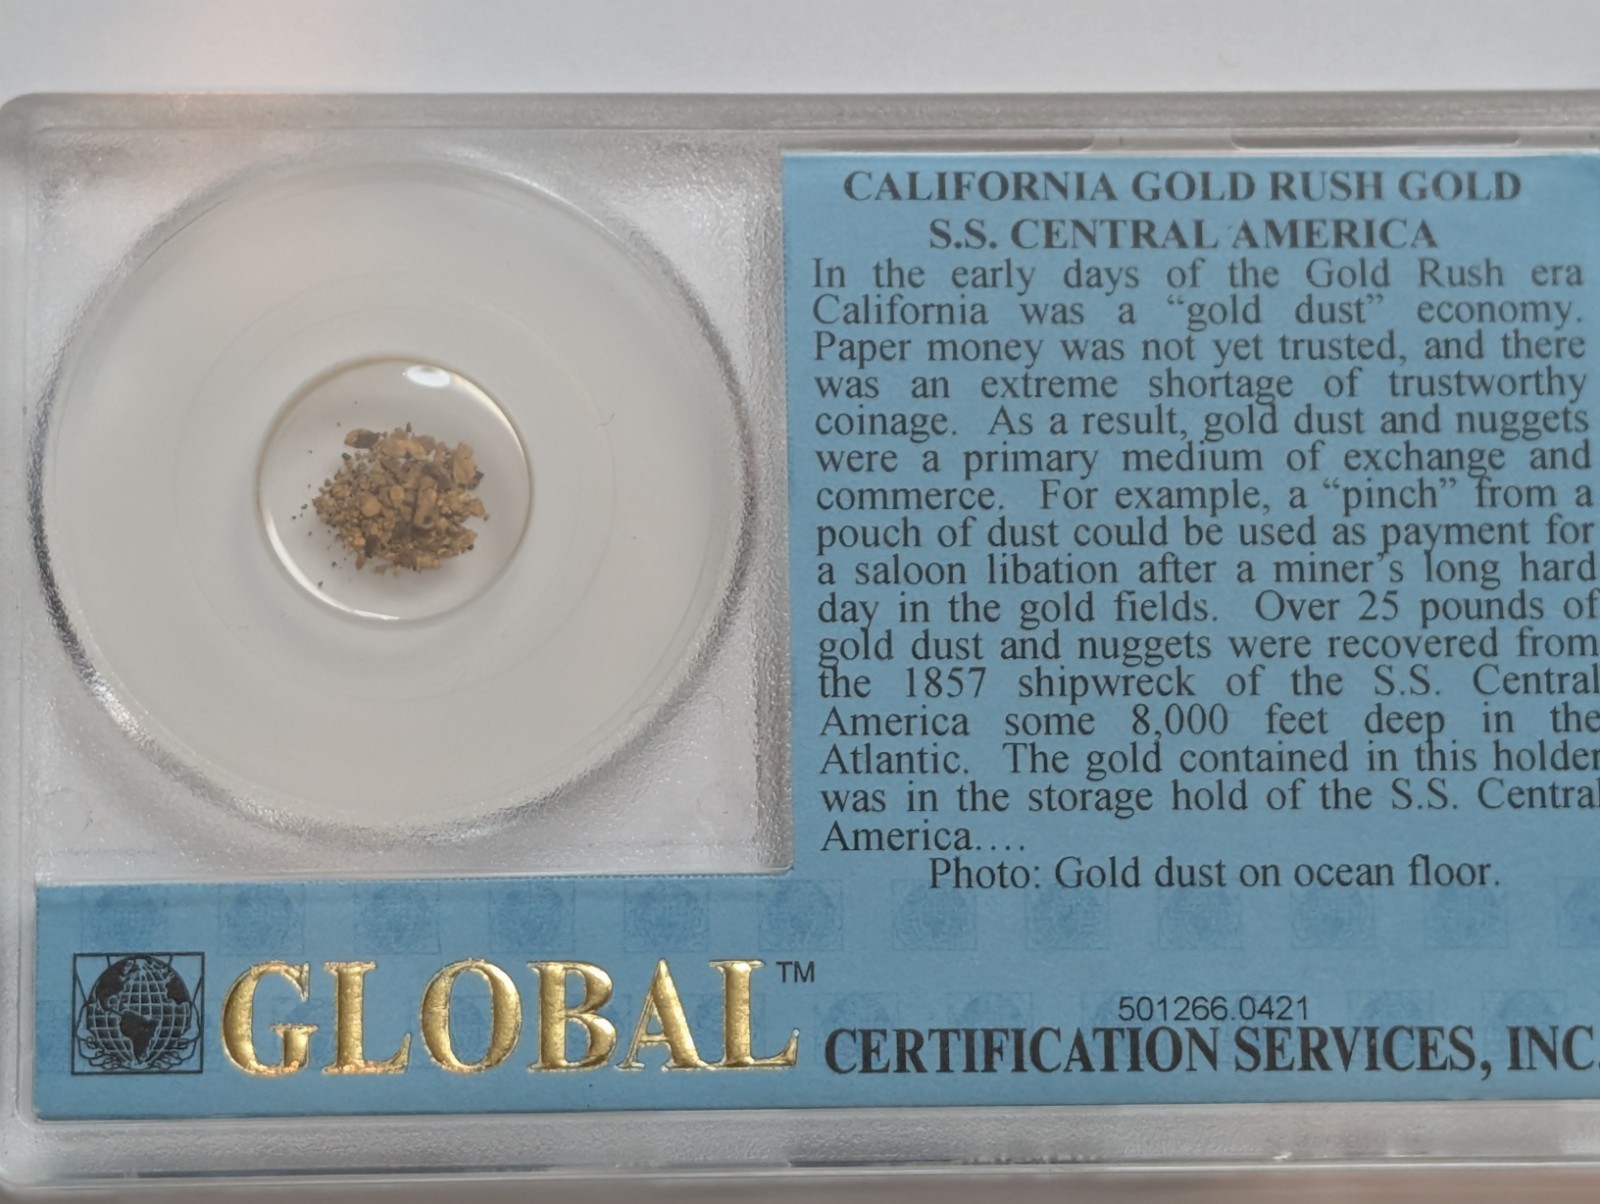 CALIFORNIA GOLD RUSH GOLD
S.S. CENTRAL AMERICA
In the early days of the Gold Rush era
California was a “gold dust” economy.
Paper money was not yet trusted, and there
was an extreme shortage of trustworthy
coinage. As a result, gold dust and nuggets
were a primary medium of exchange and
commerce. For example, a “pinch” from a
pouch of dust could be used as payment for
a saloon libation after a miner’s long hard
day in the gold fields. Over 25 pounds of
gold dust and nuggets were recovered from
the 1857 shipwreck of the S.S. Central
America some 8,000 feet deep in the
Atlantic. The gold contained in this holder
was in the storage hold of the S.S. Central
America....
Photo: Gold dust on ocean floor.
GLOBAL™
501266.0421
CERTIFICATION SERVICES, INC.